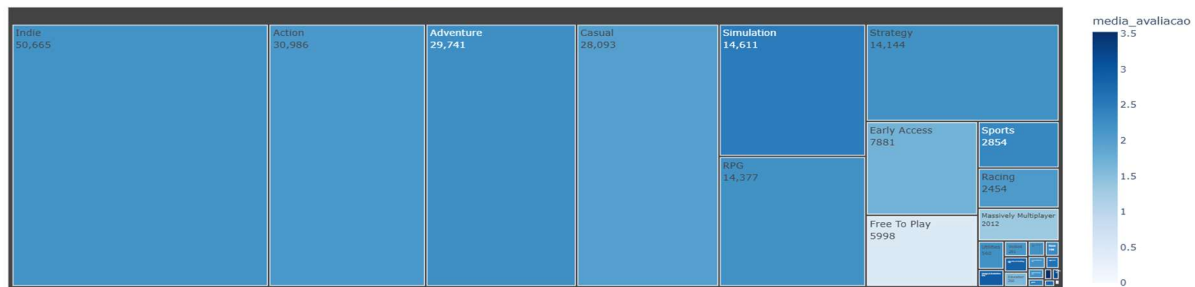 Indie
50,665
Action
30,986
Adventure
29,741
Casual
28,093
Simulation
14,611
RPG
14,377
Strategy
14,144
Early Access
7881
Free To Play
5998
Sports
2854
Racing
2454
Massively Multiplayer
2012
media_avaliacao
3.5
3
2.5
2
1.5
1
0.5
0